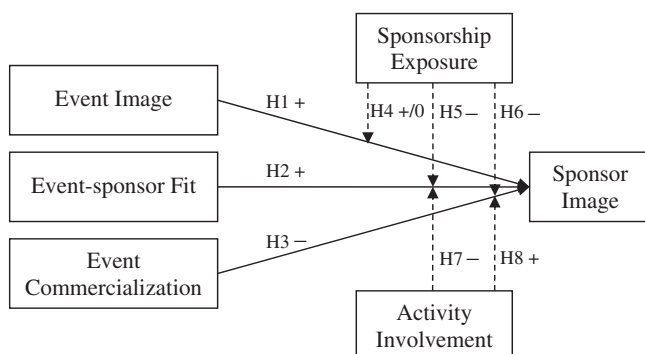 Sponsorship
Exposure
Event Image
H1 +
H4 +/0
H5 –
H6 –
Event-sponsor Fit
H2 +
Sponsor
Image
H3 –
Event
Commercialization
H7 –
H8 +
Activity
Involvement